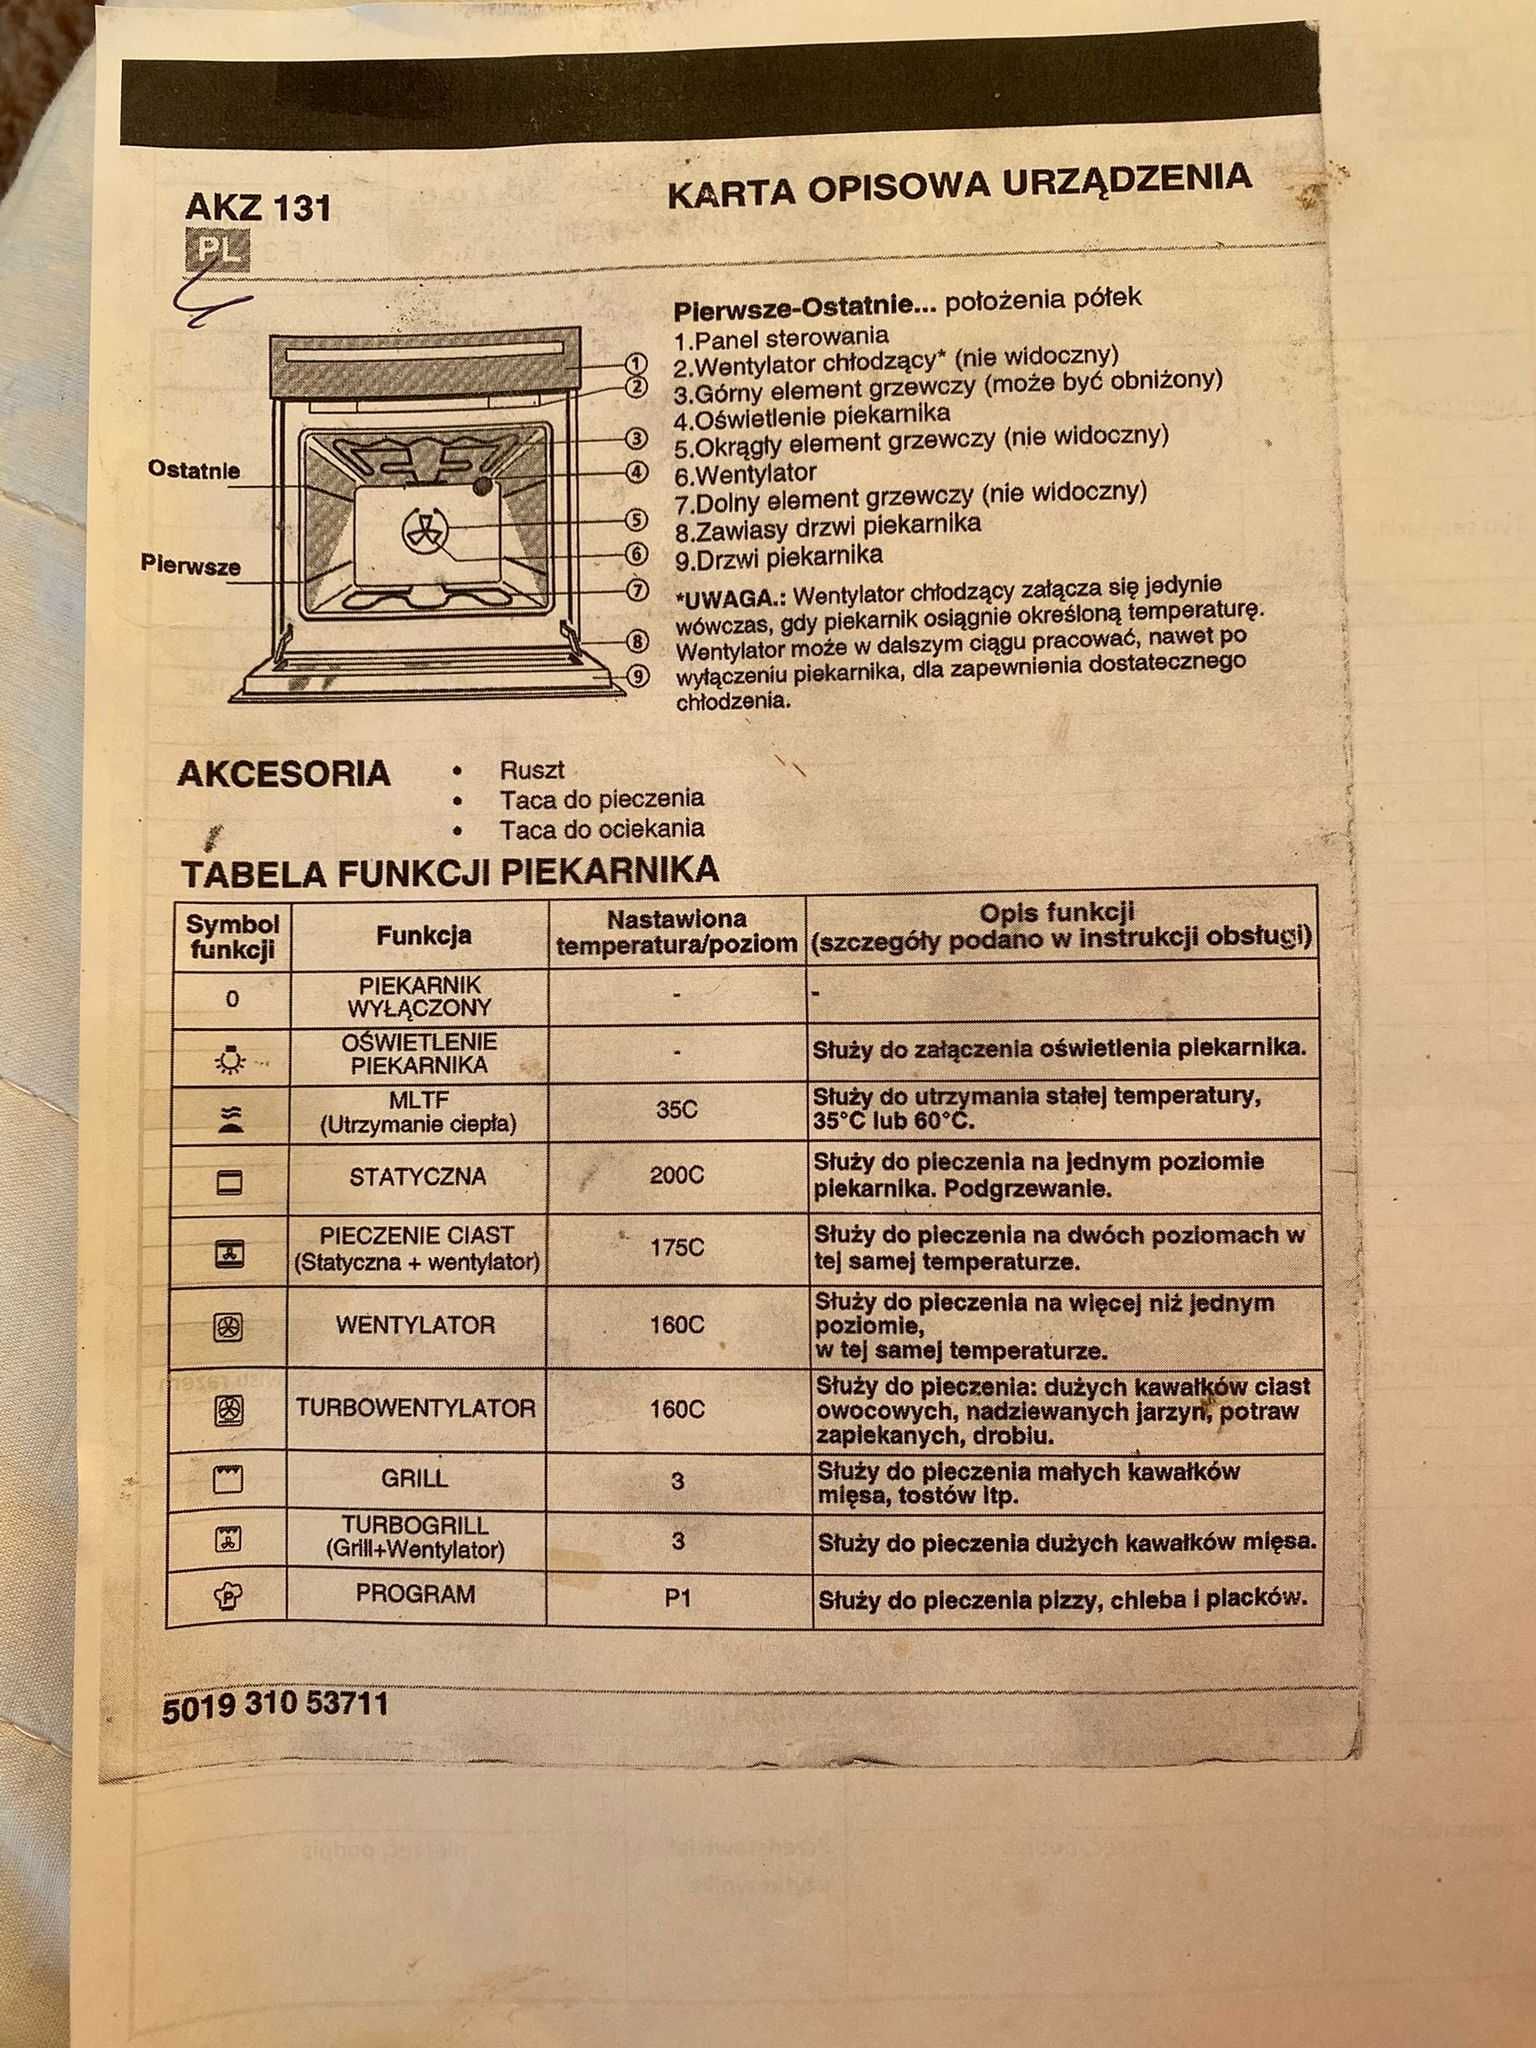 AKZ 131
KARTA OPISOWA URZĄDZENIA
PL
Pierwsze-Ostatnie... położenia półek
1.Panel sterowania
2.Wentylator chłodzący* (nie widoczny)
3.Górny element grzewczy (może być obniżony)
4.Oświetlenie piekarnika
5.Okrągły element grzewczy (nie widoczny)
6.Wentylator
7.Dolny element grzewczy (nie widoczny)
8.Zawiasy drzwi piekarnika
9.Drzwi piekarnika
*UWAGA.: Wentylator chłodzący załącza się jedynie
wówczas, gdy piekarnik osiągnie określoną temperaturę.
Wentylator może w dalszym ciągu pracować, nawet po
wyłączeniu piekarnika, dla zapewnienia dostatecznego
chłodzenia.
Ostatnie
Pierwsze
1
2
3
4
5
6
7
8
9
AKCESORIA
• Ruszt
• Taca do pieczenia
• Taca do ociekania
TABELA FUNKCJI PIEKARNIKA
Symbol
funkcji
Funkcja
Nastawiona
temperatura/poziom
Opis funkcji
(szczegóły podano w instrukcji obsługi)
0
PIEKARNIK
WYŁĄCZONY
-
-
OŚWIETLENIE
PIEKARNIKA
-
Służy do załączenia oświetlenia piekarnika.
MLTF
(Utrzymanie ciepła)
35C
Służy do utrzymania stałej temperatury,
35°C lub 60°C.
STATYCZNA
200C
Służy do pieczenia na jednym poziomie
piekarnika. Podgrzewanie.
PIECZENIE CIAST
(Statyczna + wentylator)
175C
Służy do pieczenia na dwóch poziomach w
tej samej temperaturze.
WENTYLATOR
160C
Służy do pieczenia na więcej niż jednym
poziomie,
w tej samej temperaturze.
TURBOWENTYLATOR
160C
Służy do pieczenia: dużych kawałków ciast
owocowych, nadziewanych jarzyn, potraw
zapiekanych, drobiu.
GRILL
3
Służy do pieczenia małych kawałków
mięsa, tostów itp.
TURBOGRILL
(Grill+Wentylator)
3
Służy do pieczenia dużych kawałków mięsa.
P
PROGRAM
P1
Służy do pieczenia pizzy, chleba i placków.
5019 310 53711